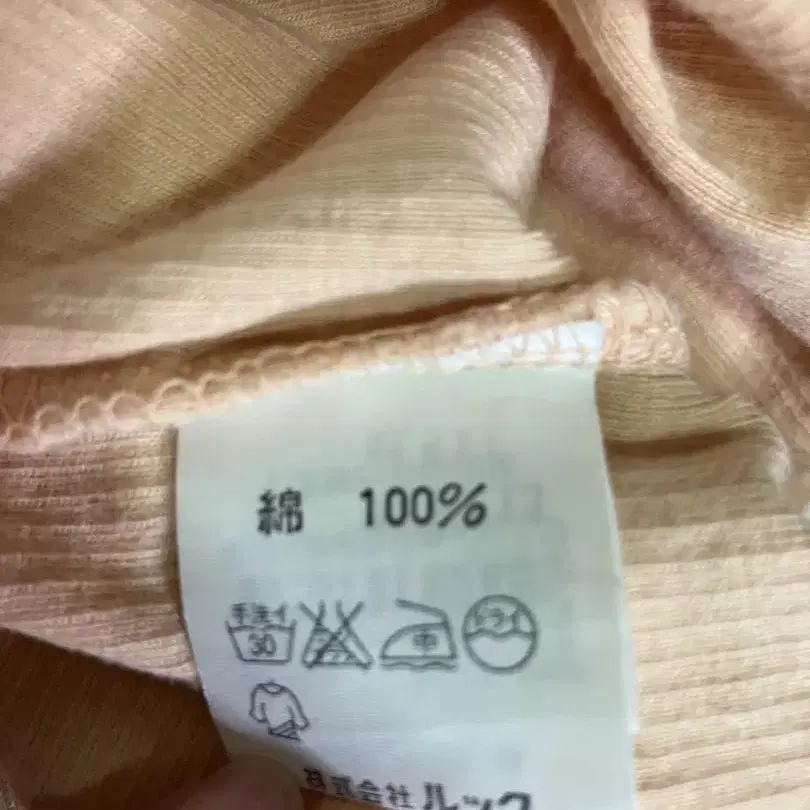 綿 100%
手洗イ
30
中
ドライ
株式会社 ルック